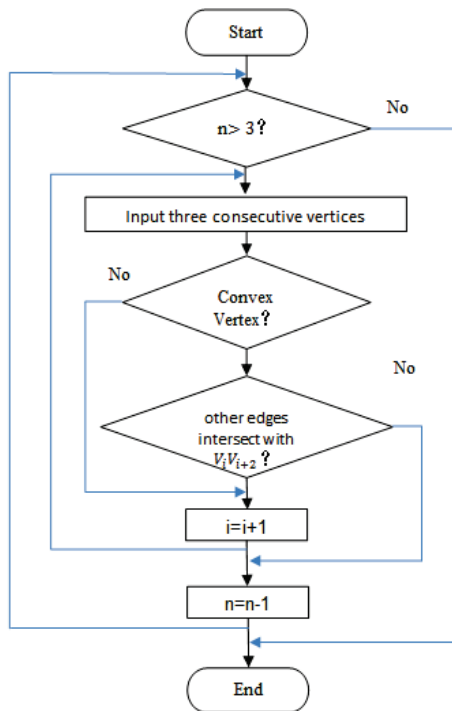 Start
n> 3?
No
Input three consecutive vertices
No
Convex
Vertex?
No
other edges
intersect with
$V_iV_{i+2}$ ?
i=i+1
n=n-1
End